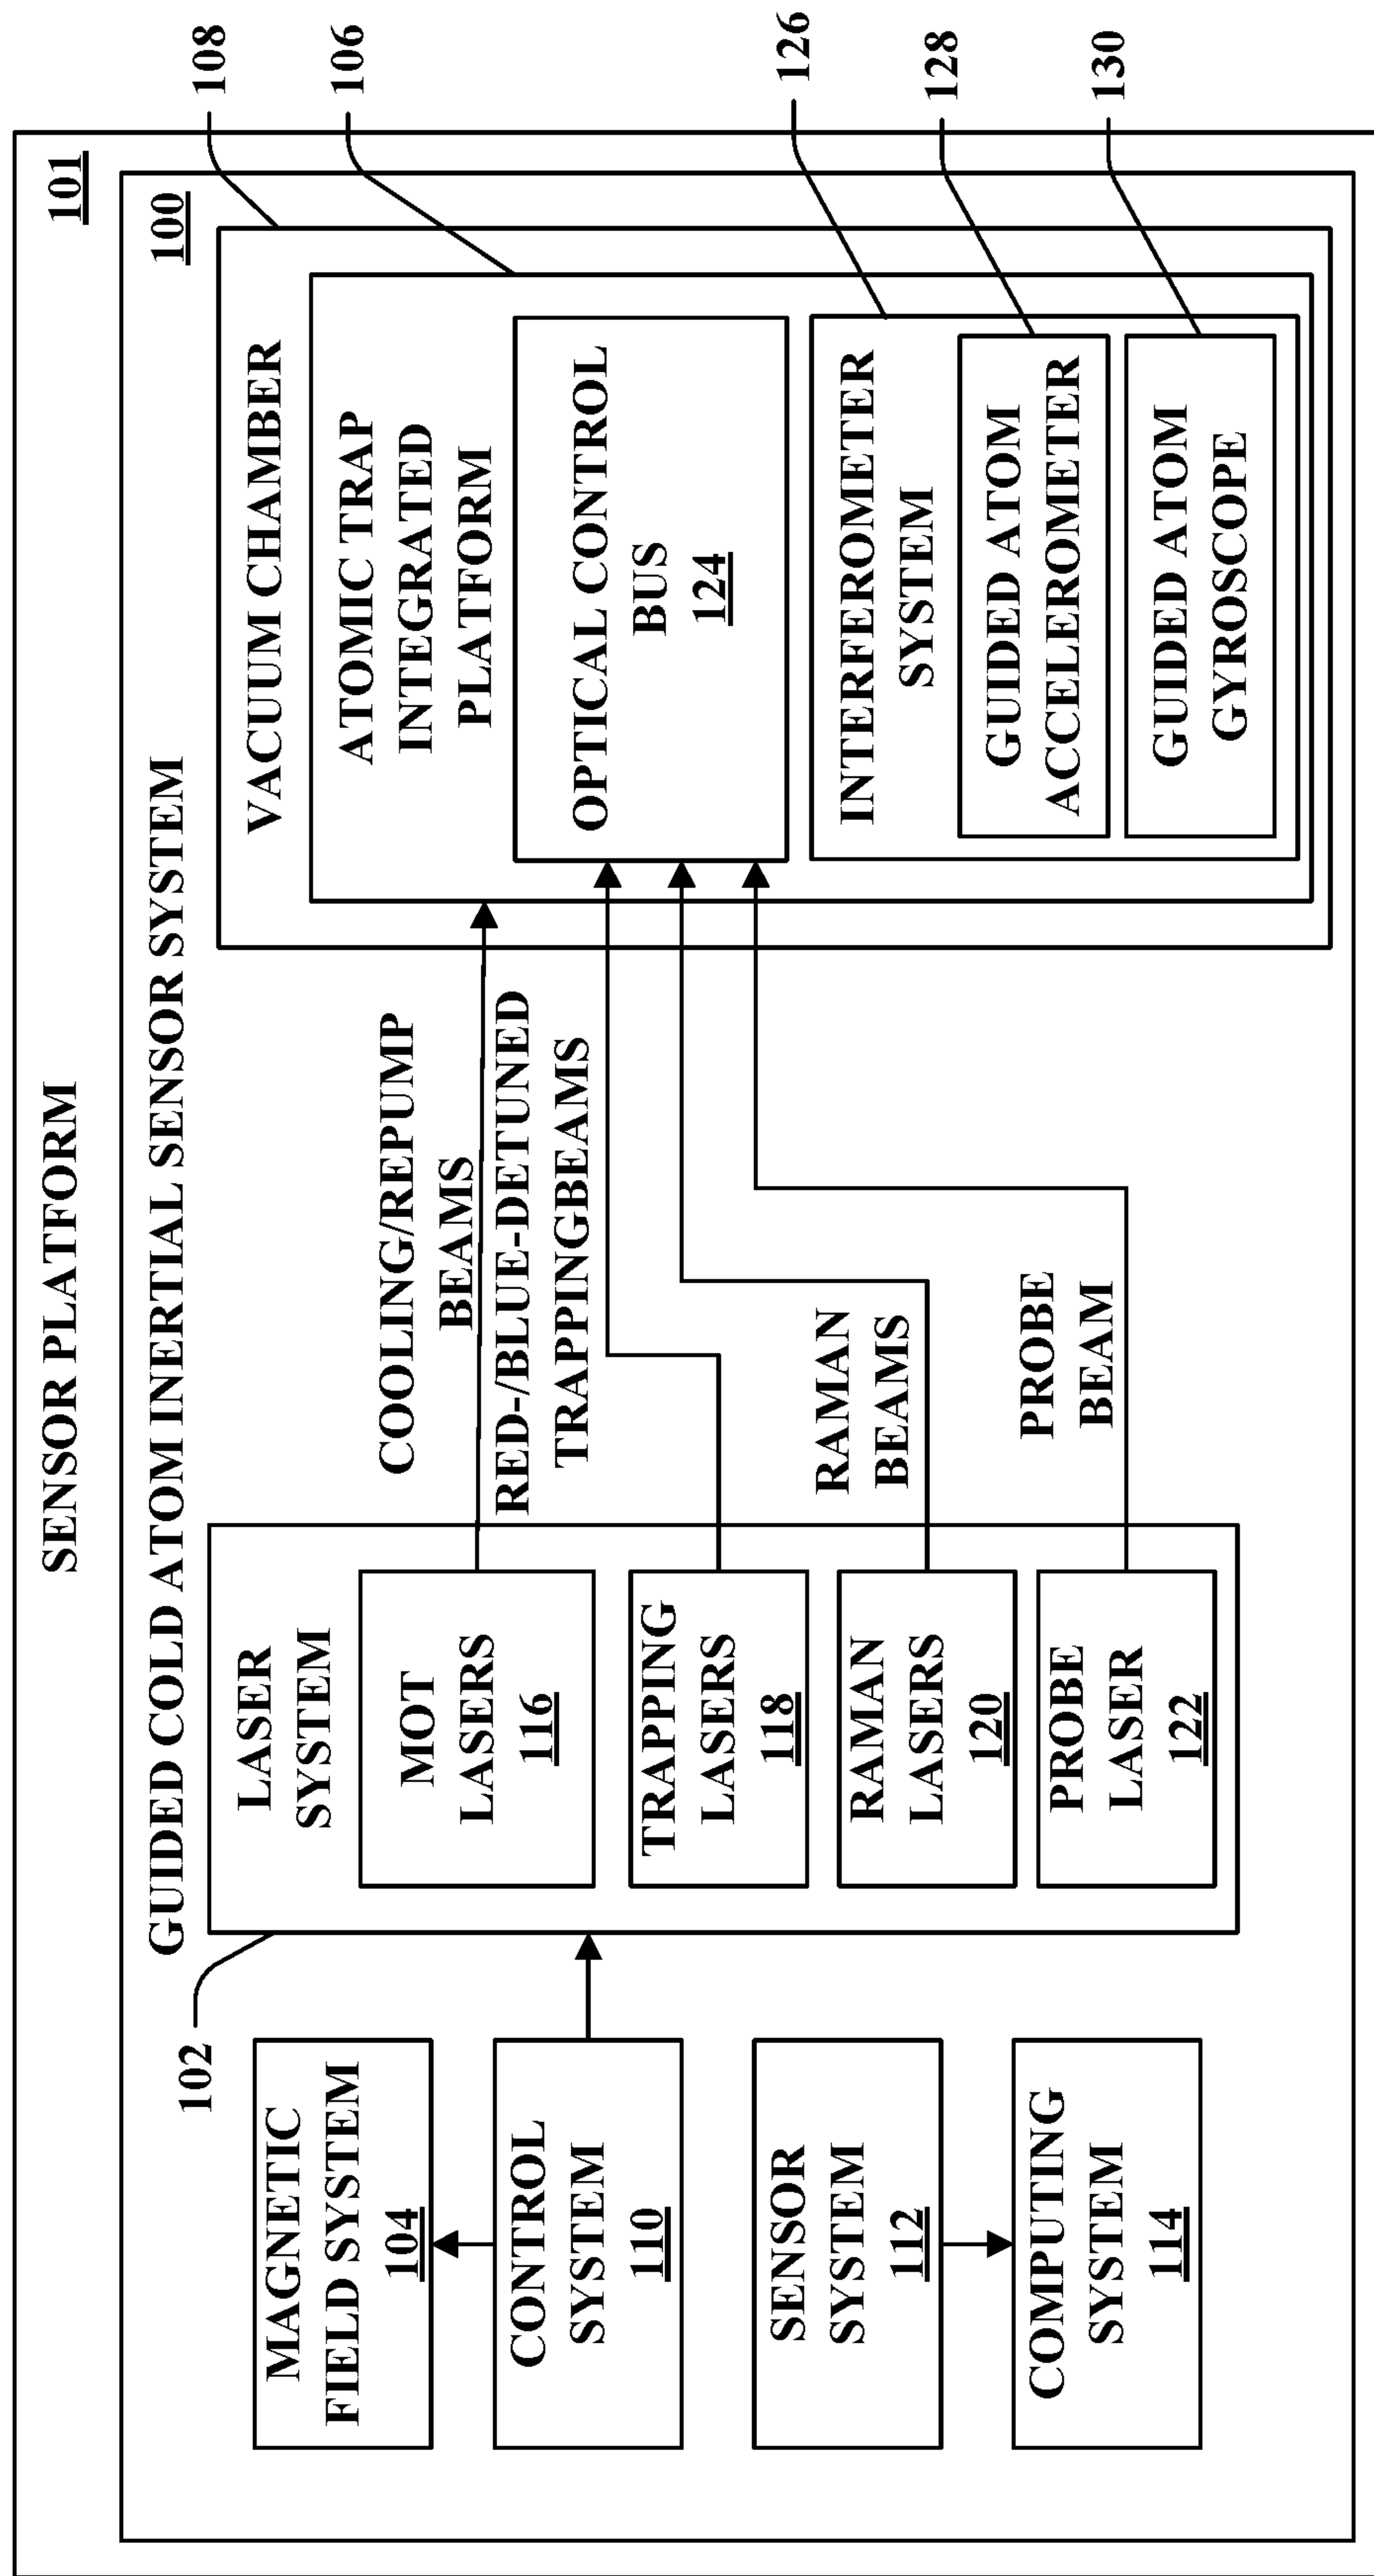 SENSOR PLATFORM
101
GUIDED COLD ATOM INERTIAL SENSOR SYSTEM
100
102
MAGNETIC
FIELD SYSTEM
104
CONTROL
SYSTEM
110
SENSOR
SYSTEM
112
COMPUTING
SYSTEM
114
LASER
SYSTEM
MOT
LASERS
116
TRAPPING
LASERS
118
RAMAN
LASERS
120
PROBE
LASER
122
COOLING/REPUMP
BEAMS
RED-/BLUE-DETUNED
TRAPPINGBEAMS
RAMAN
BEAMS
PROBE
BEAM
VACUUM CHAMBER
ATOMIC TRAP
INTEGRATED
PLATFORM
OPTICAL CONTROL
BUS
124
INTERFEROMETER
SYSTEM
GUIDED ATOM
ACCELEROMETER
GUIDED ATOM
GYROSCOPE
108
106
126
128
130